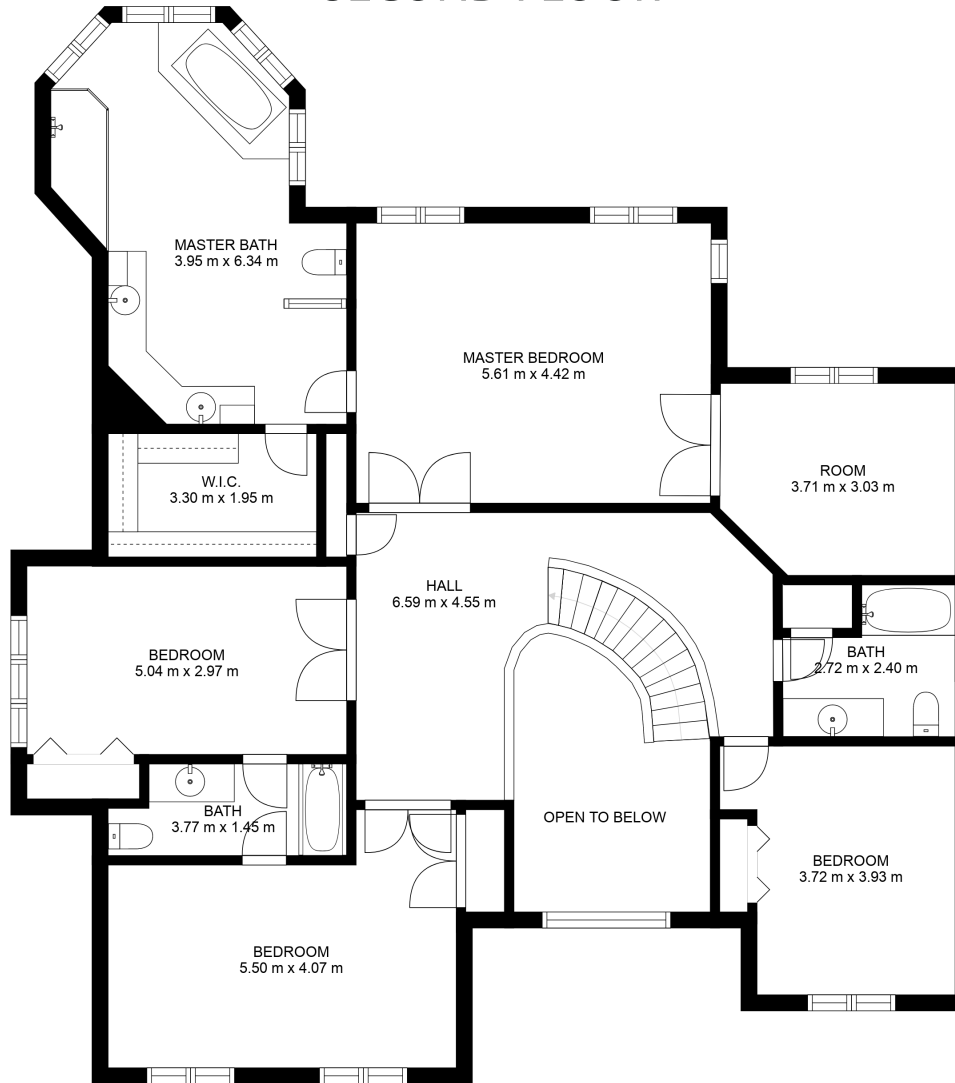 MASTER BATH
3.95 m x 6.34 m
MASTER BEDROOM
5.61 m x 4.42 m
W.I.C.
3.30 m x 1.95 m
ROOM
3.71 m x 3.03 m
HALL
6.59 m x 4.55 m
BEDROOM
5.04 m x 2.97 m
BATH
2.72 m x 2.40 m
BATH
3.77 m x 1.45 m
OPEN TO BELOW
BEDROOM
3.72 m x 3.93 m
BEDROOM
5.50 m x 4.07 m